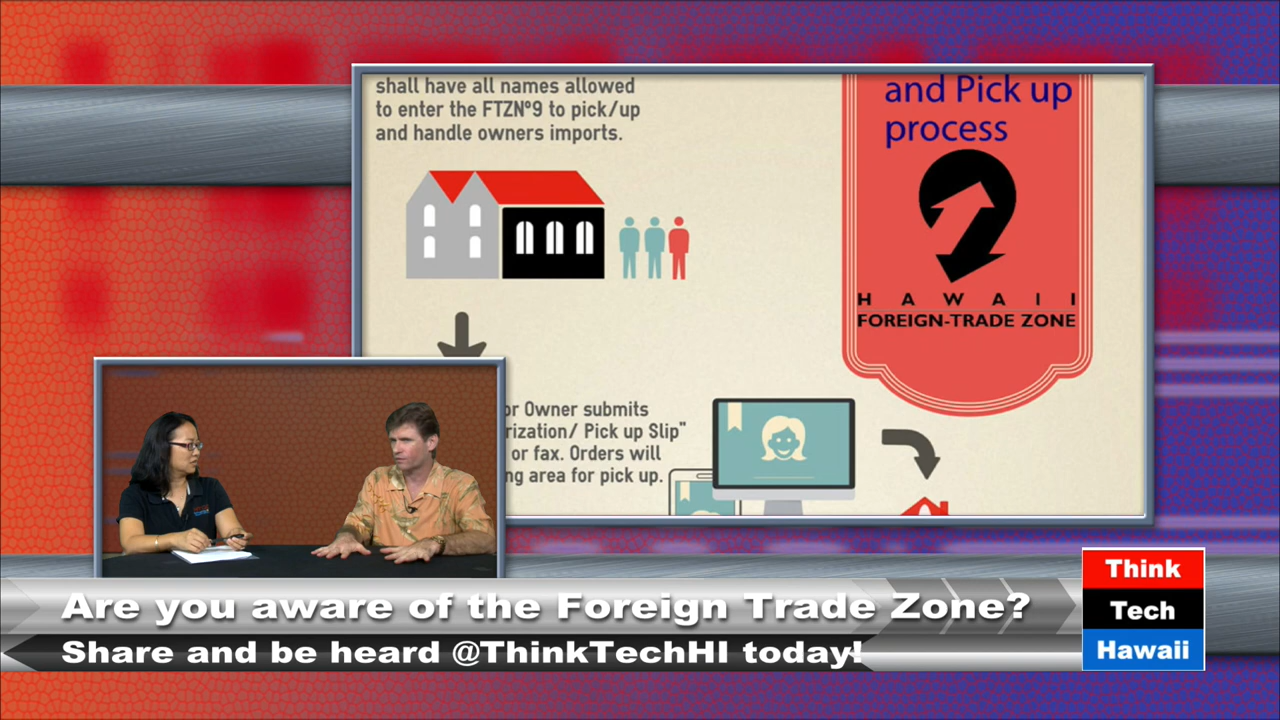 shall have all names allowed
to enter the FTZNº9 to pick/up
and handle owners imports.
and Pick up
process
HAWAII
FOREIGN-TRADE ZONE
or Owner submits
rization/ Pick up Slip"
or fax. Orders will
ng area for pick up.
Are you aware of the Foreign Trade Zone?
Share and be heard @ThinkTechHI today!
Think
Tech
Hawaii